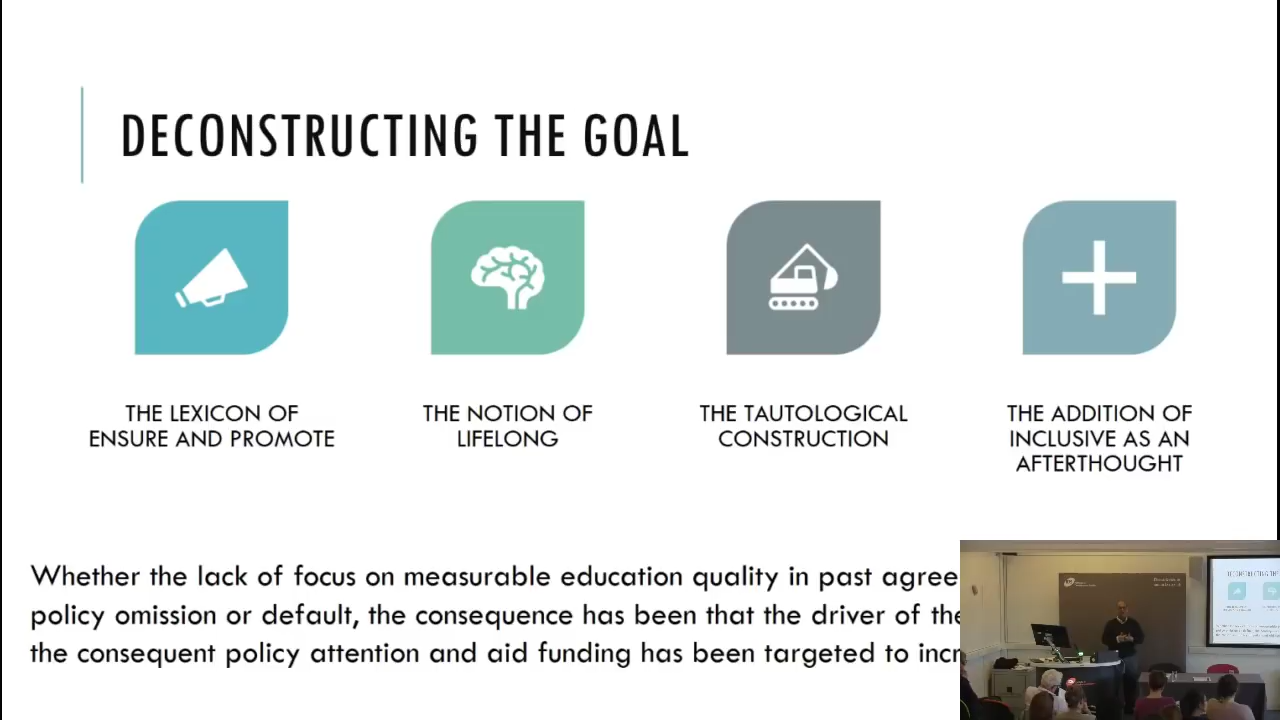 DECONSTRUCTING THE GOAL
THE LEXICON OF
ENSURE AND PROMOTE
THE NOTION OF
LIFELONG
THE TAUTOLOGICAL
CONSTRUCTION
THE ADDITION OF
INCLUSIVE AS AN
AFTERTHOUGHT
Whether the lack of focus on measurable education quality in past agree
policy omission or default, the consequence has been that the driver of the
the consequent policy attention and aid funding has been targeted to incr